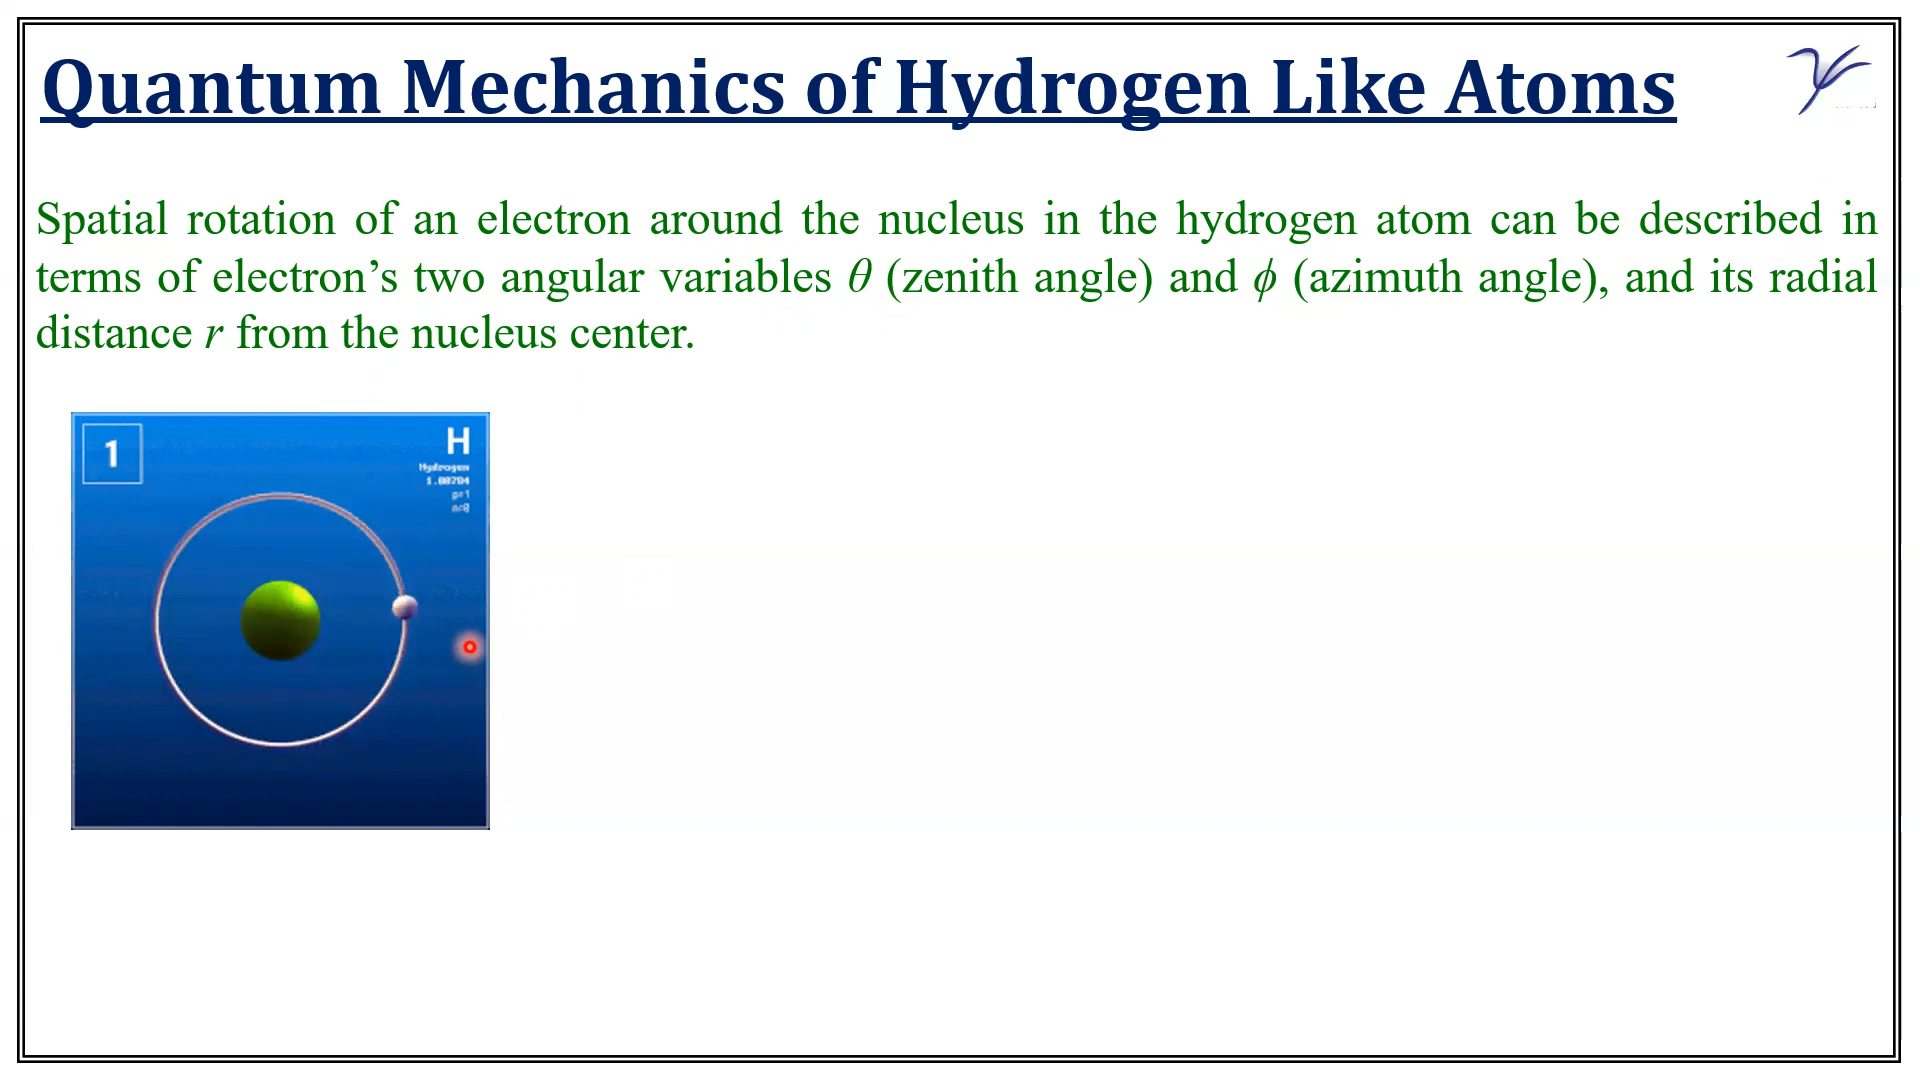 Quantum Mechanics of Hydrogen Like Atoms
Spatial rotation of an electron around the nucleus in the hydrogen atom can be described in
terms of electron’s two angular variables θ (zenith angle) and ϕ (azimuth angle), and its radial
distance r from the nucleus center.
1
H
Hydrogen
1.00794